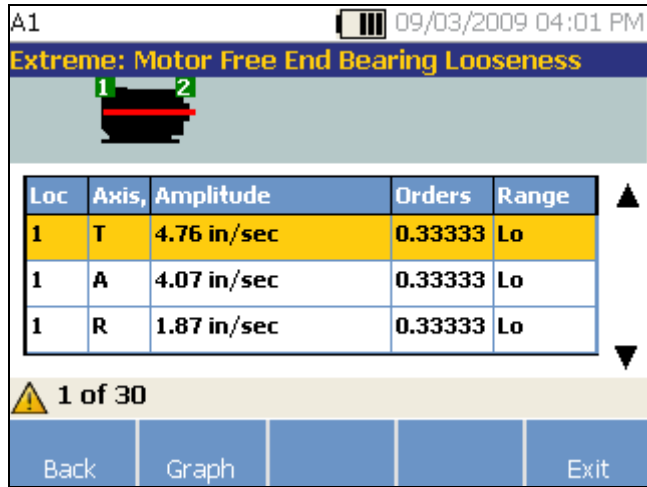 A1 09/03/2009 04:01 PM
Extreme: Motor Free End Bearing Looseness
1 2
Loc Axis, Amplitude Orders Range
1 T 4.76 in/sec 0.33333 Lo
1 A 4.07 in/sec 0.33333 Lo
1 R 1.87 in/sec 0.33333 Lo
1 of 30
Back Graph Exit